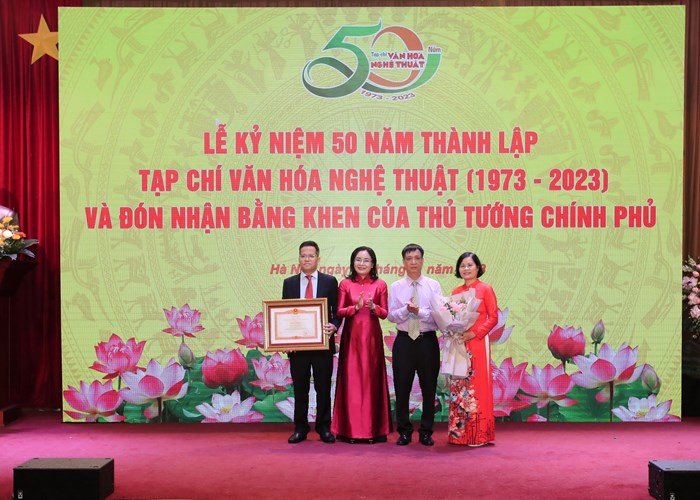 50 Năm
Tạp chí VĂN HÓA
NGHỆ THUẬT
1973 - 2023
LỄ KỶ NIỆM 50 NĂM THÀNH LẬP
TẠP CHÍ VĂN HÓA NGHỆ THUẬT (1973 - 2023)
VÀ ĐÓN NHẬN BẰNG KHEN CỦA THỦ TƯỚNG CHÍNH PHỦ